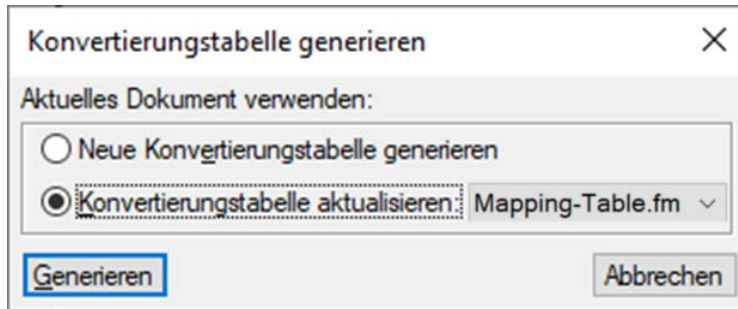 Konvertierungstabelle generieren
Aktuelles Dokument verwenden:
Neue Konvertierungstabelle generieren
Konvertierungstabelle aktualisieren: Mapping-Table.fm
Generieren Abbrechen